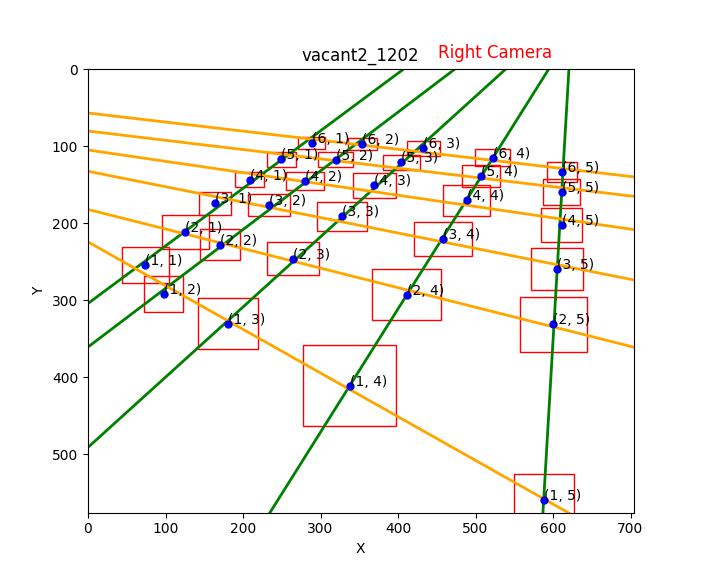 vacant2_1202 Right Camera
0
100
200
300
400
500
Y
(6, 1) (6, 2) (6, 3) (6, 4) (6, 5)
(5, 1) (5, 2) (5, 3) (5, 4) (5, 5)
(4, 1) (4, 2) (4, 3) (4, 4) (4, 5)
(3, 1) (3, 2) (3, 3) (3, 4) (3, 5)
(2, 1) (2, 2) (2, 3) (2, 4) (2, 5)
(1, 1) (1, 2) (1, 3) (1, 4) (1, 5)
0 100 200 300 400 500 600 700
X